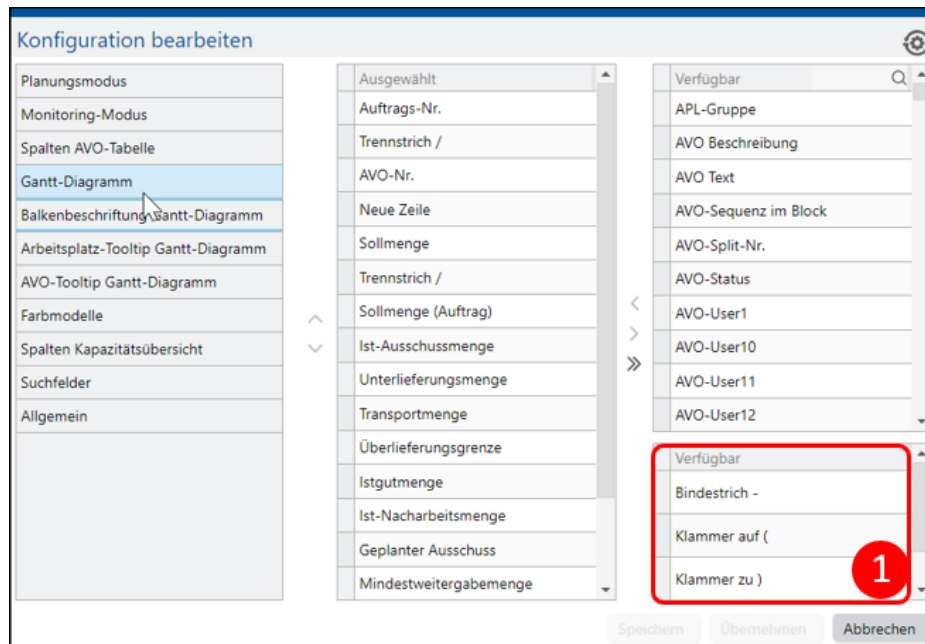 Konfiguration bearbeiten
Planungsmodus
Monitoring-Modus
Spalten AVO-Tabelle
Gantt-Diagramm
Balkenbeschriftung Gantt-Diagramm
Arbeitsplatz-Tooltip Gantt-Diagramm
AVO-Tooltip Gantt-Diagramm
Farbmodelle
Spalten Kapazitätsübersicht
Suchfelder
Allgemein
Ausgewählt
Auftrags-Nr.
Trennstrich /
AVO-Nr.
Neue Zeile
Sollmenge
Trennstrich /
Sollmenge (Auftrag)
Ist-Ausschussmenge
Unterlieferungsmenge
Transportmenge
Überlieferungsgrenze
Istgutmenge
Ist-Nacharbeitsmenge
Geplanter Ausschuss
Mindestweitergabemenge
Verfügbar
APL-Gruppe
AVO Beschreibung
AVO Text
AVO-Sequenz im Block
AVO-Split-Nr.
AVO-Status
AVO-User1
AVO-User10
AVO-User11
AVO-User12
Verfügbar
Bindestrich -
Klammer auf (
Klammer zu )
1
Speichern
Übernehmen
Abbrechen